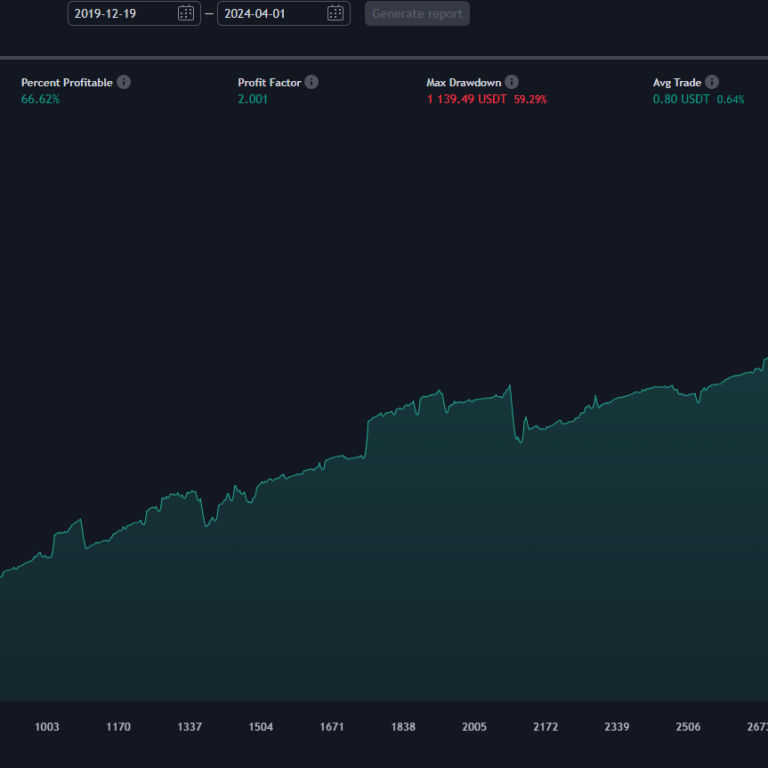 2019-12-19 — 2024-04-01 Generate report
Percent Profitable Profit Factor Max Drawdown Avg Trade
66.62% 2.001 1 139.49 USDT 59.29% 0.80 USDT 0.64%
1003 1170 1337 1504 1671 1838 2005 2172 2339 2506 267